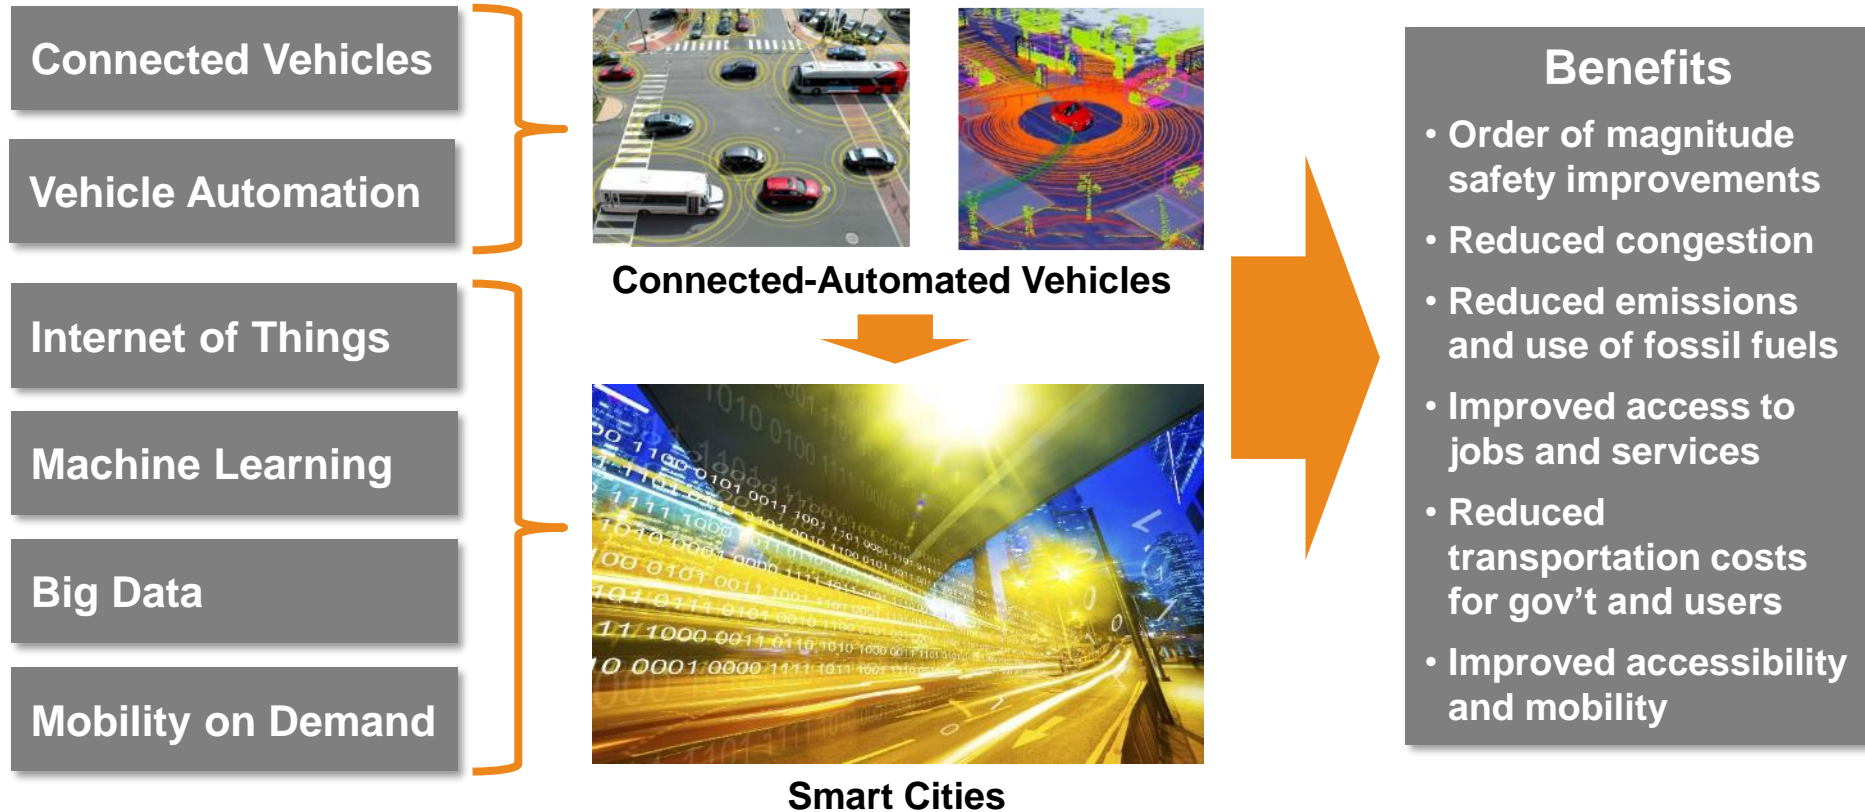 Connected Vehicles
Vehicle Automation
Internet of Things
Machine Learning
Big Data
Mobility on Demand
Connected-Automated Vehicles
Smart Cities
Benefits
• Order of magnitude
safety improvements
• Reduced congestion
• Reduced emissions
and use of fossil fuels
• Improved access to
jobs and services
• Reduced
transportation costs
for gov't and users
• Improved accessibility
and mobility